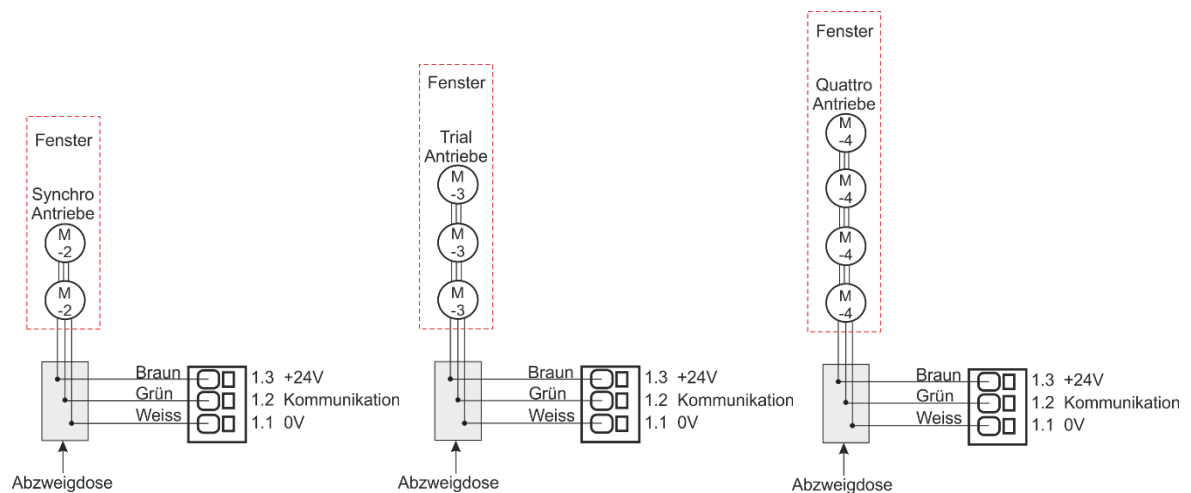 Fenster
Synchro
Antriebe
M
-2
M
-2
Braun
1.3 +24V
Grün
1.2 Kommunikation
Weiss
1.1 0V
Abzweigdose
Fenster
Trial
Antriebe
M
-3
M
-3
M
-3
Braun
1.3 +24V
Grün
1.2 Kommunikation
Weiss
1.1 0V
Abzweigdose
Fenster
Quattro
Antriebe
M
-4
M
-4
M
-4
M
-4
Braun
1.3 +24V
Grün
1.2 Kommunikation
Weiss
1.1 0V
Abzweigdose